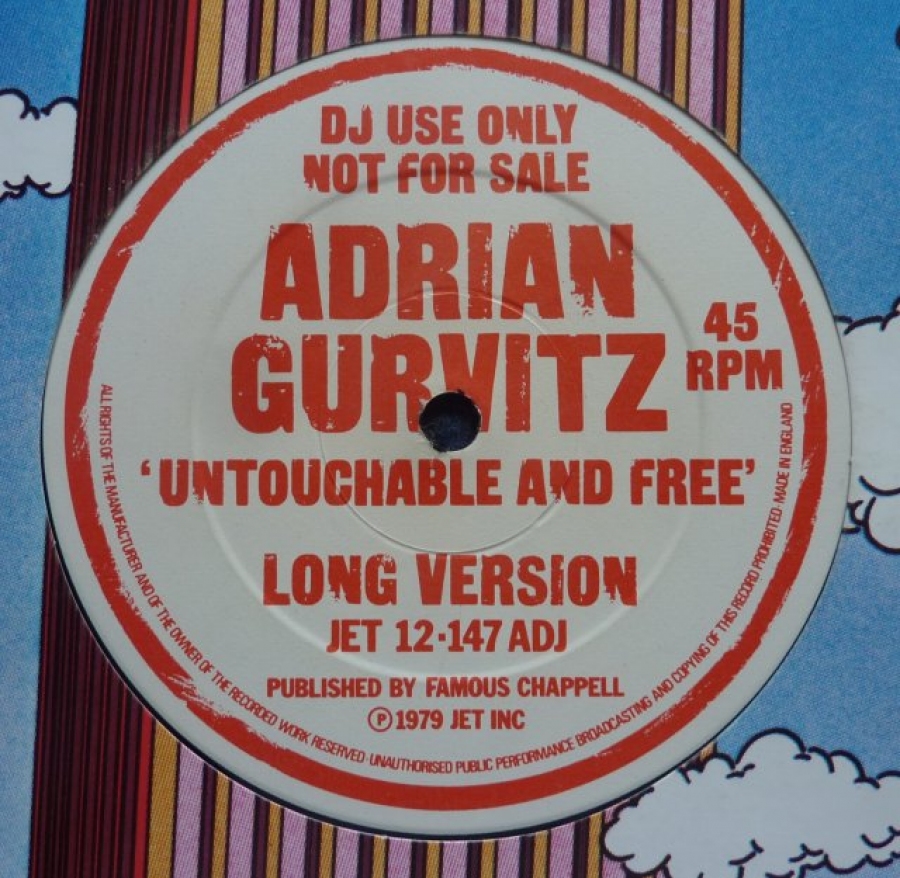 DJ USE ONLY
NOT FOR SALE
ADRIAN
GURVITZ
45
RPM
'UNTOUCHABLE AND FREE'
LONG VERSION
JET 12·147 ADJ
PUBLISHED BY FAMOUS CHAPPELL
Ⓟ1979 JET INC
ALL RIGHTS OF THE MANUFACTURER AND OF THE OWNER OF THE RECORDED WORK RESERVED·UNAUTHORISED PUBLIC PERFORMANCE BROADCASTING AND COPYING OF THIS RECORD PROHIBITED·MADE IN ENGLAND